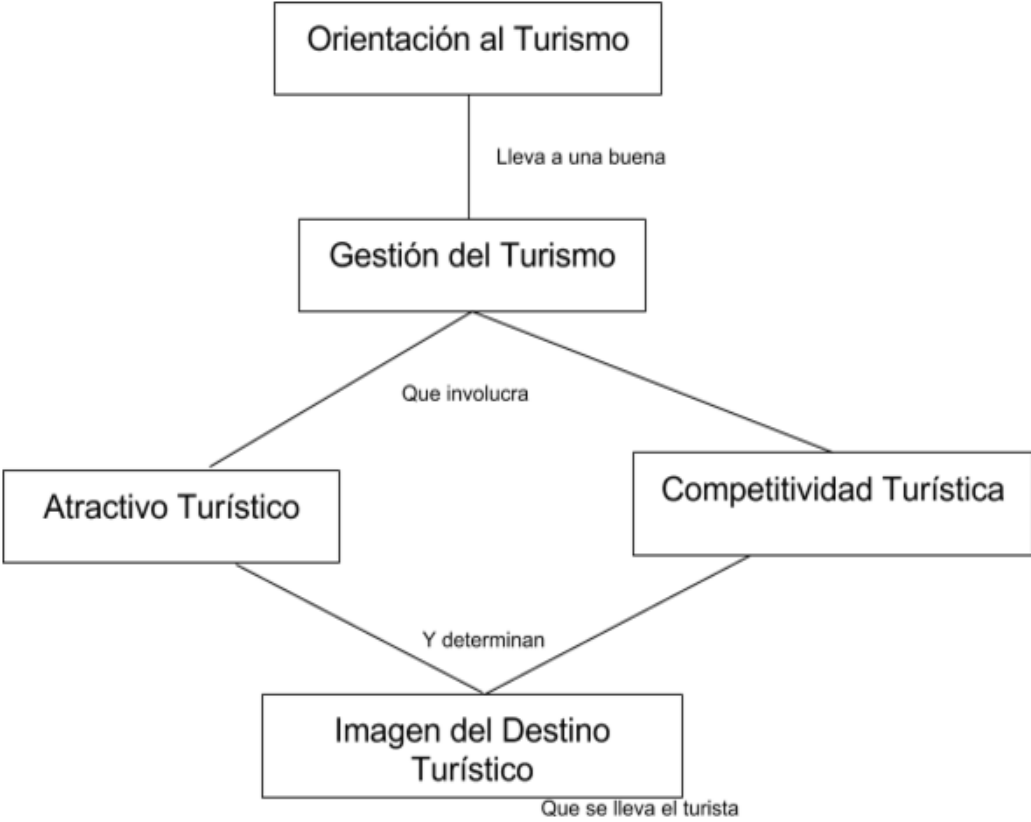 Orientación al Turismo
Lleva a una buena
Gestión del Turismo
Que involucra
Atractivo Turístico
Competitividad Turística
Y determinan
Imagen del Destino
Turístico
Que se lleva el turista